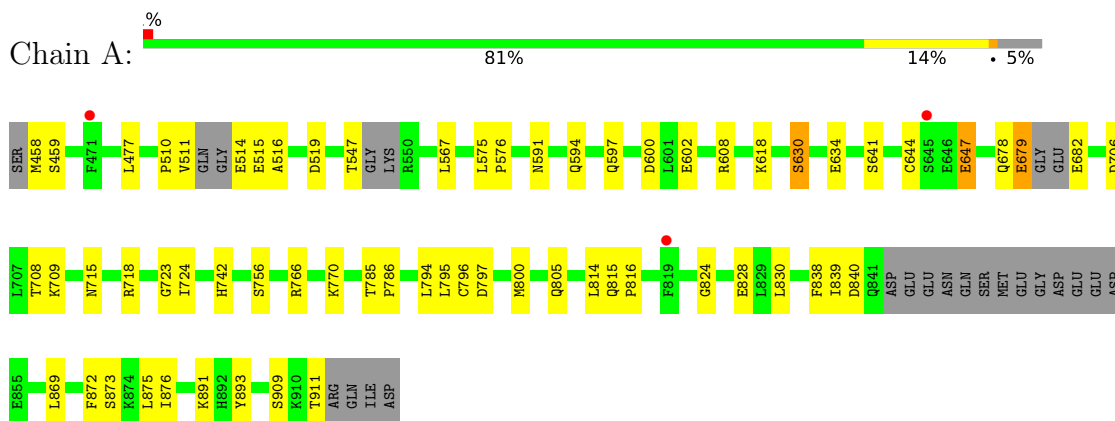 .%
Chain A:
81% 14% • 5%
SER M458 S459 F471 L477 P510 V511 GLN GLY E514 E515 A516 D519 T547 GLY LYS R550 L567 L575 P576 N591 Q594 Q597 D600 L601 E602 R608 K618 S630 E634 S641 C644 S645 E646 E647 Q678 E679 GLY GLU E682 D706
L707 T708 K709 N715 R718 G723 I724 H742 S756 R766 K770 T785 P786 L794 L795 C796 D797 M800 Q805 L814 Q815 P816 F819 G824 E828 L829 L830 F838 I839 D840 Q841 ASP GLU GLU ASN GLN SER MET GLU GLY ASP GLU GLU ASP
E855 L869 F872 S873 K874 L875 I876 K891 H892 Y893 S909 K910 T911 ARG GLN ILE ASP